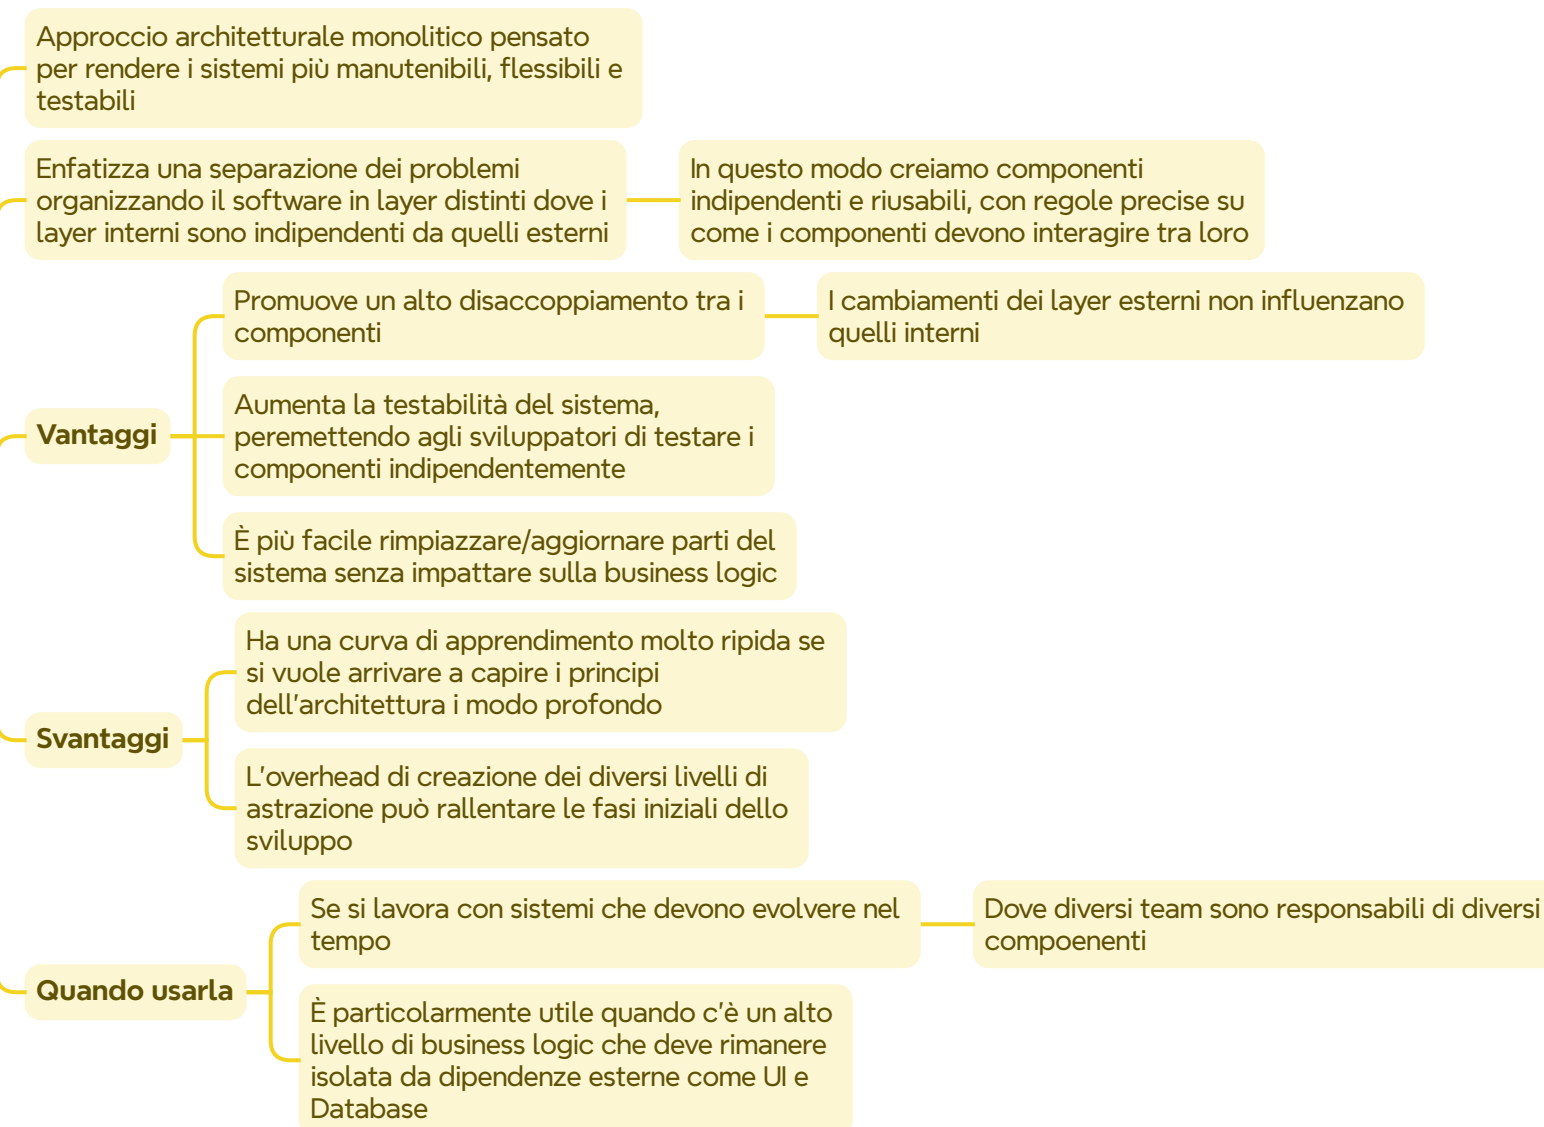 Approccio architetturale monolitico pensato
per rendere i sistemi più manutenibili, flessibili e
testabili
Enfatizza una separazione dei problemi
organizzando il software in layer distinti dove i
layer interni sono indipendenti da quelli esterni
In questo modo creiamo componenti
indipendenti e riusabili, con regole precise su
come i componenti devono interagire tra loro
Vantaggi
Promuove un alto disaccoppiamento tra i
componenti
I cambiamenti dei layer esterni non influenzano
quelli interni
Aumenta la testabilità del sistema,
peremettendo agli sviluppatori di testare i
componenti indipendentemente
È più facile rimpiazzare/aggiornare parti del
sistema senza impattare sulla business logic
Svantaggi
Ha una curva di apprendimento molto ripida se
si vuole arrivare a capire i principi
dell'architettura i modo profondo
L'overhead di creazione dei diversi livelli di
astrazione può rallentare le fasi iniziali dello
sviluppo
Quando usarla
Se si lavora con sistemi che devono evolvere nel
tempo
Dove diversi team sono responsabili di diversi
compoenenti
È particolarmente utile quando c'è un alto
livello di business logic che deve rimanere
isolata da dipendenze esterne come UI e
Database